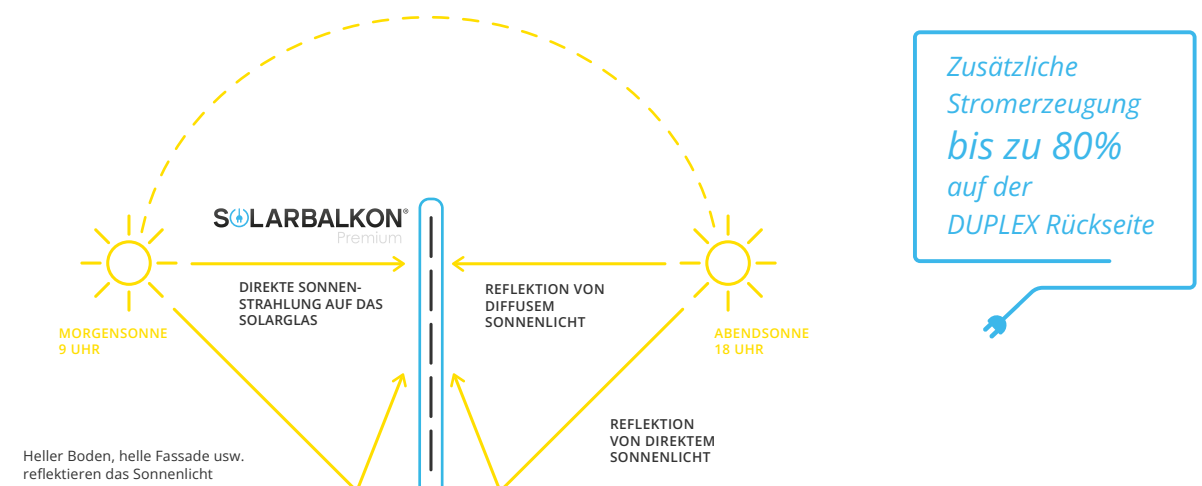 Zusätzliche
Stromerzeugung
bis zu 80%
auf der
DUPLEX Rückseite
SOLARBALKON®
Premium
DIREKTE SONNEN-
STRAHLUNG AUF DAS
SOLARGLAS
REFLEKTION VON
DIFFUSEM
SONNENLICHT
MORGENSONNE
9 UHR
ABENDSONNE
18 UHR
REFLEKTION
VON DIREKTEM
SONNENLICHT
Heller Boden, helle Fassade usw.
reflektieren das Sonnenlicht